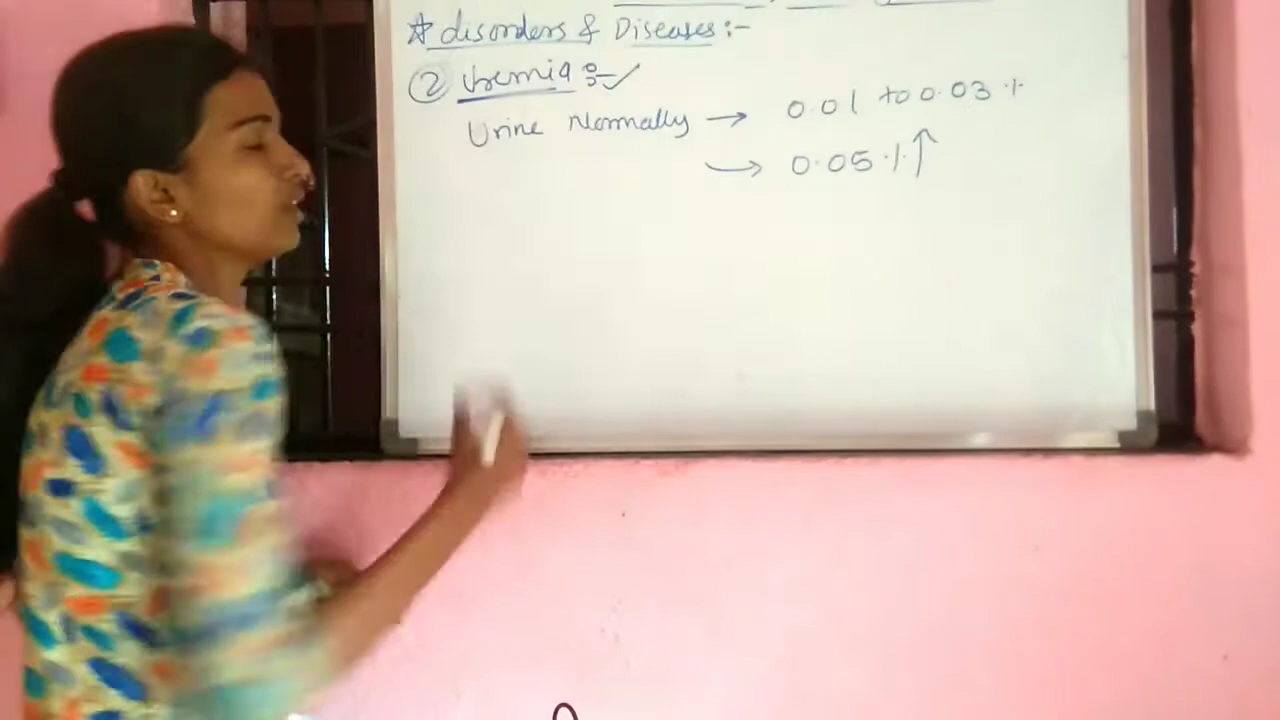 * disorders & Diseases :-
② Uremia :- ✓
Urine Normally → 0.01 to 0.03 %
→ 0.05 % ↑